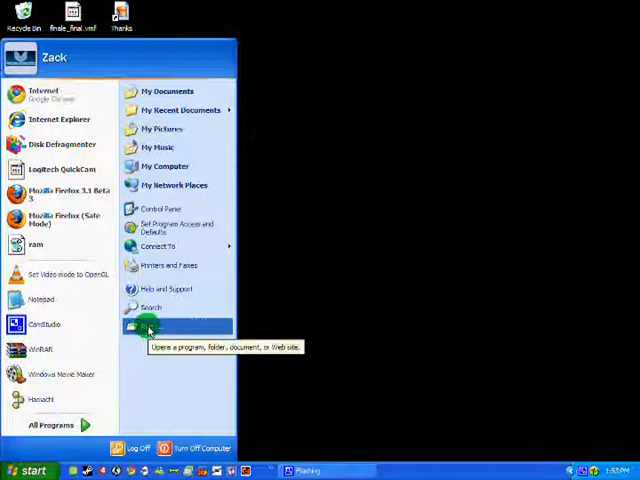 Recycle Bin
finale_final.vmf
Thanks
Zack
Internet
Google Chrome
Internet Explorer
Disk Defragmenter
Logitech QuickCam
Mozilla Firefox 3.1 Beta
3
Mozilla Firefox (Safe
Mode)
ram
Set Video mode to OpenGL
Notepad
CamStudio
WinRAR
Windows Movie Maker
Hamachi
All Programs
My Documents
My Recent Documents
My Pictures
My Music
My Computer
My Network Places
Control Panel
Set Program Access and
Defaults
Connect To
Printers and Faxes
Help and Support
Search
Opens a program, folder, document, or Web site.
Log Off
Turn Off Computer
start
Flashing
1:53 PM